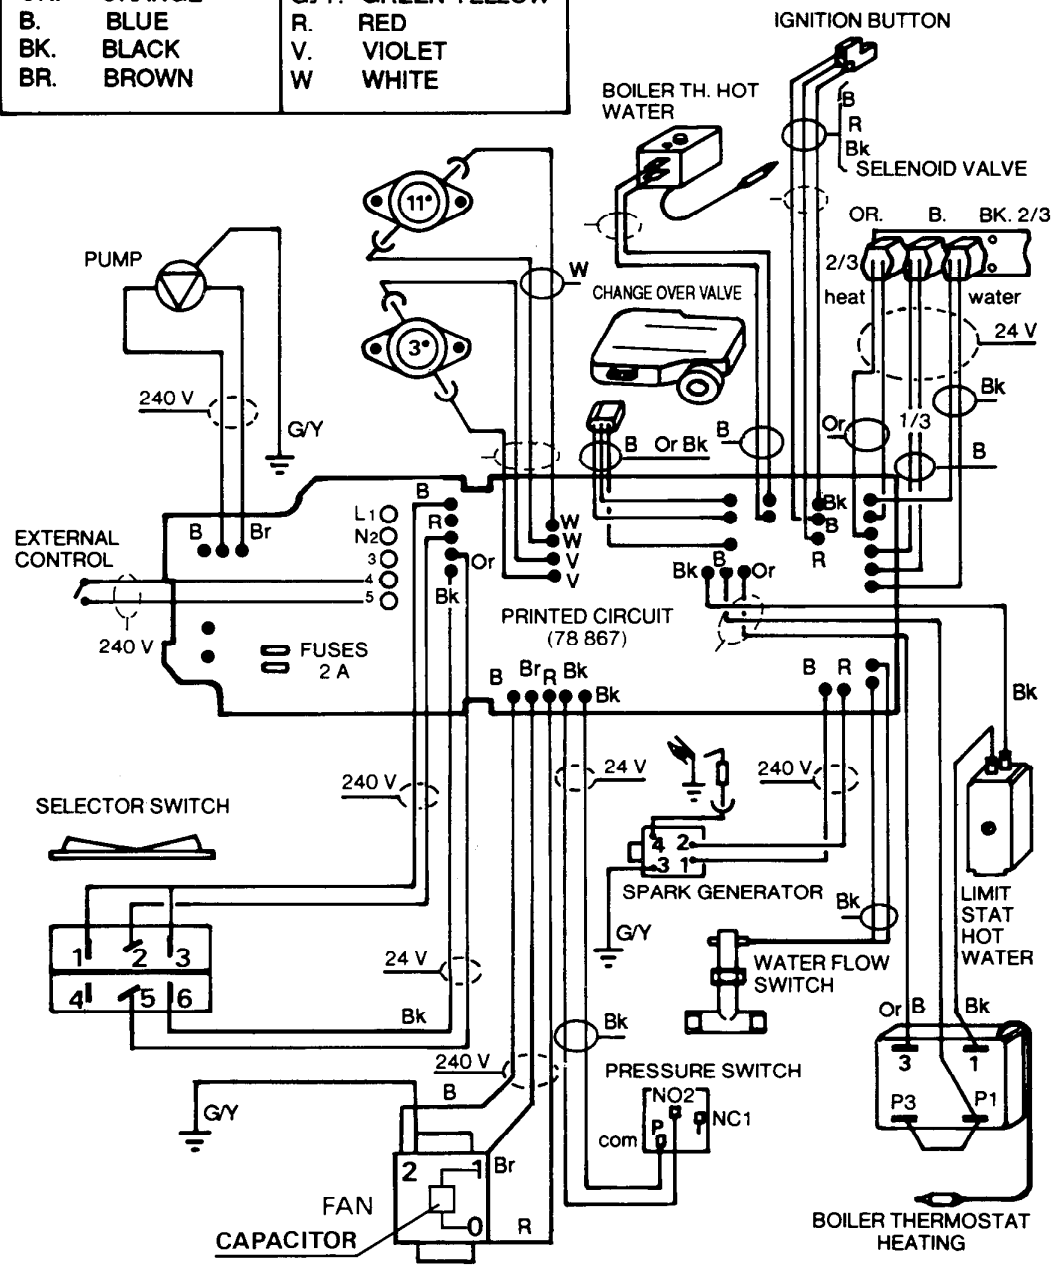 B. BLUE
BK. BLACK
BR. BROWN
R. RED
V. VIOLET
W WHITE
IGNITION BUTTON
B
R
Bk
SELENOID VALVE
BOILER TH. HOT
WATER
OR. B. BK. 2/3
2/3
heat
water
24 V
Bk
Or
1/3
B
11°
W
PUMP
CHANGE OVER VALVE
3°
240 V
G/Y
B
Or Bk
B
B
Br
EXTERNAL
CONTROL
240 V
L1
N2
3
4
5
B
R
Or
Bk
W
W
V
V
Bk
B
R
Bk
B
Or
PRINTED CIRCUIT
(78 867)
FUSES
2 A
B
Br
R
Bk
Bk
B
R
Bk
240 V
24 V
240 V
SELECTOR SWITCH
4
2
3
1
SPARK GENERATOR
G/Y
Bk
LIMIT
STAT
HOT
WATER
1
2
3
4
5
6
24 V
Bk
WATER FLOW
SWITCH
Bk
Or
B
Bk
3
1
P3
P1
240 V
B
G/Y
PRESSURE SWITCH
NO2
NC1
P
com
2
1
Br
0
R
FAN
CAPACITOR
BOILER THERMOSTAT
HEATING